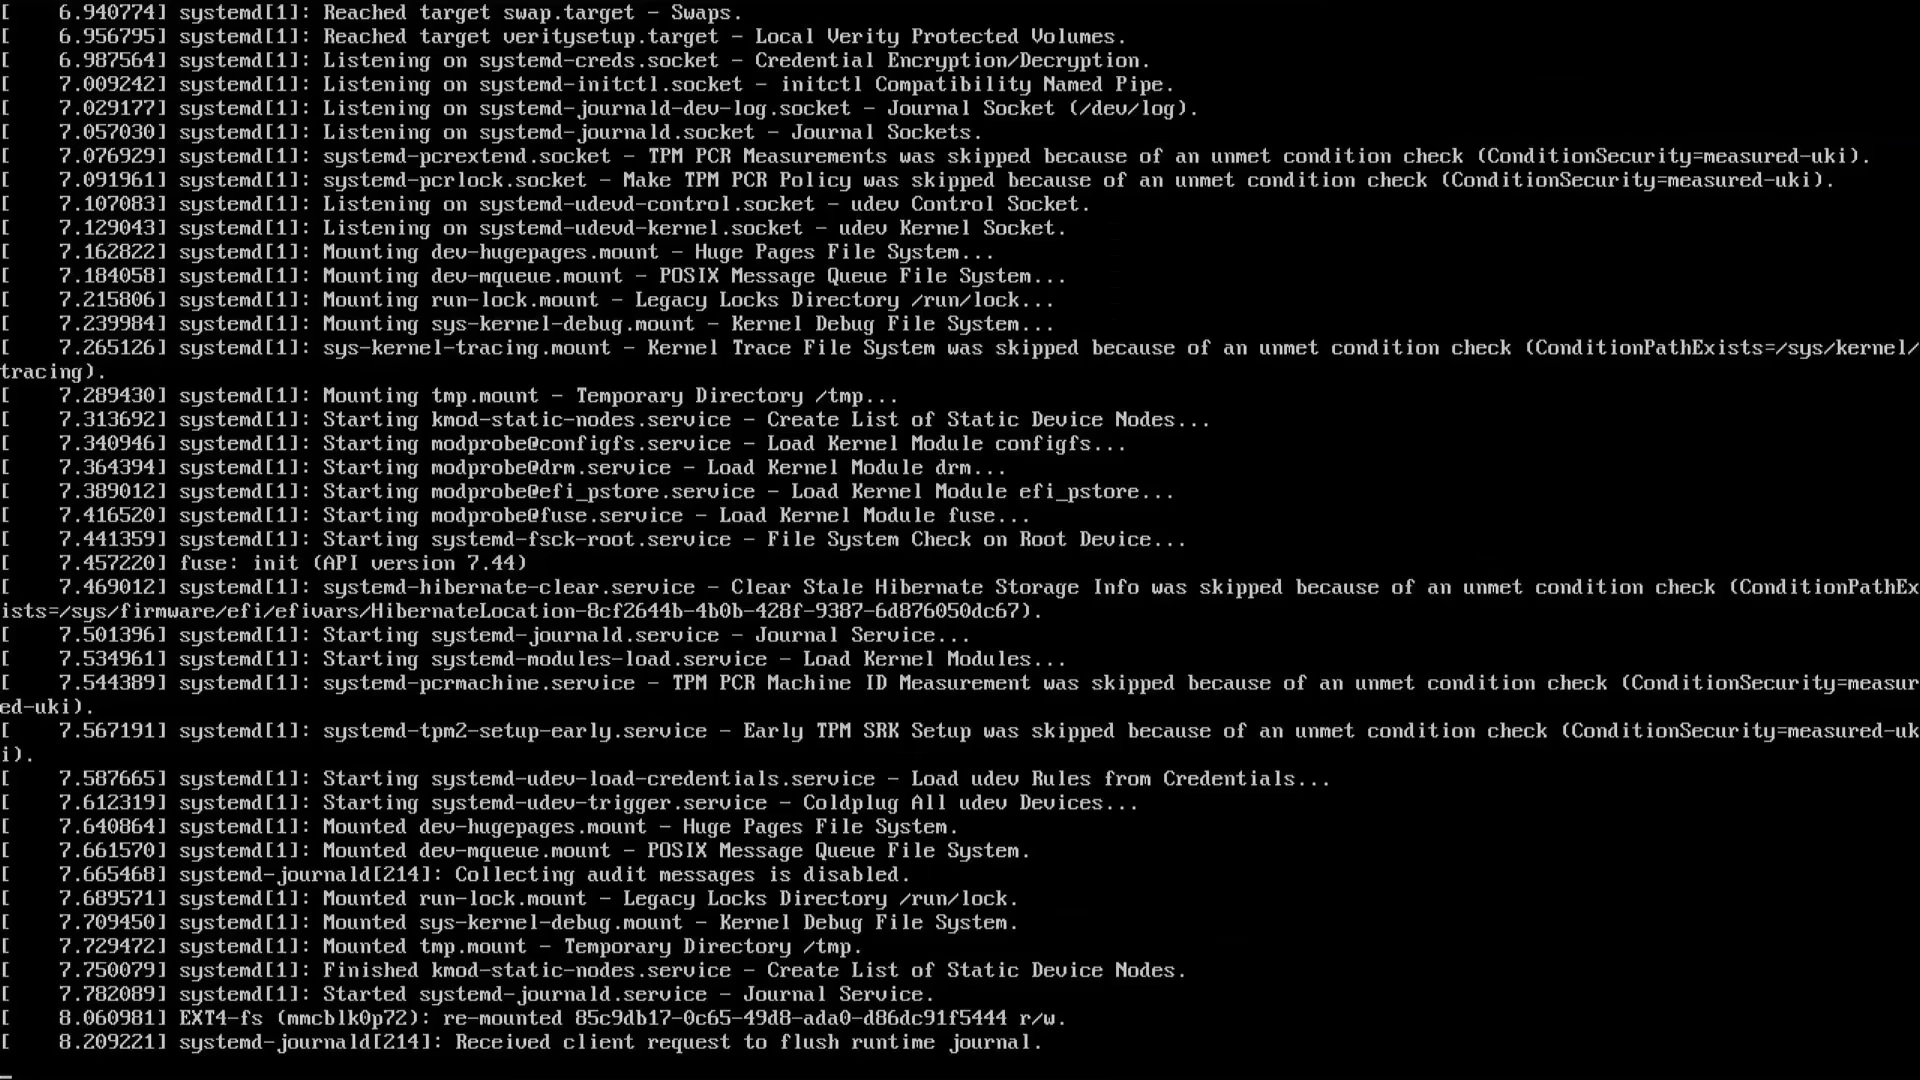 [    6.940774] systemd[1]: Reached target swap.target - Swaps.
[    6.956795] systemd[1]: Reached target veritysetup.target - Local Verity Protected Volumes.
[    6.987564] systemd[1]: Listening on systemd-creds.socket - Credential Encryption/Decryption.
[    7.009242] systemd[1]: Listening on systemd-initctl.socket - initctl Compatibility Named Pipe.
[    7.029177] systemd[1]: Listening on systemd-journald-dev-log.socket - Journal Socket (/dev/log).
[    7.057030] systemd[1]: Listening on systemd-journald.socket - Journal Sockets.
[    7.076929] systemd[1]: systemd-pcrextend.socket - TPM PCR Measurements was skipped because of an unmet condition check (ConditionSecurity=measured-uki).
[    7.091961] systemd[1]: systemd-pcrlock.socket - Make TPM PCR Policy was skipped because of an unmet condition check (ConditionSecurity=measured-uki).
[    7.107083] systemd[1]: Listening on systemd-udevd-control.socket - udev Control Socket.
[    7.129043] systemd[1]: Listening on systemd-udevd-kernel.socket - udev Kernel Socket.
[    7.162822] systemd[1]: Mounting dev-hugepages.mount - Huge Pages File System...
[    7.184058] systemd[1]: Mounting dev-mqueue.mount - POSIX Message Queue File System...
[    7.215806] systemd[1]: Mounting run-lock.mount - Legacy Locks Directory /run/lock...
[    7.239984] systemd[1]: Mounting sys-kernel-debug.mount - Kernel Debug File System...
[    7.265126] systemd[1]: sys-kernel-tracing.mount - Kernel Trace File System was skipped because of an unmet condition check (ConditionPathExists=/sys/kernel/
tracing).
[    7.289430] systemd[1]: Mounting tmp.mount - Temporary Directory /tmp...
[    7.313692] systemd[1]: Starting kmod-static-nodes.service - Create List of Static Device Nodes...
[    7.340946] systemd[1]: Starting modprobe@configfs.service - Load Kernel Module configfs...
[    7.364394] systemd[1]: Starting modprobe@drm.service - Load Kernel Module drm...
[    7.389012] systemd[1]: Starting modprobe@efi_pstore.service - Load Kernel Module efi_pstore...
[    7.416520] systemd[1]: Starting modprobe@fuse.service - Load Kernel Module fuse...
[    7.441359] systemd[1]: Starting systemd-fsck-root.service - File System Check on Root Device...
[    7.457220] fuse: init (API version 7.44)
[    7.469012] systemd[1]: systemd-hibernate-clear.service - Clear Stale Hibernate Storage Info was skipped because of an unmet condition check (ConditionPathEx
ists=/sys/firmware/efi/efivars/HibernateLocation-8cf2644b-4b0b-428f-9387-6d876050dc67).
[    7.501396] systemd[1]: Starting systemd-journald.service - Journal Service...
[    7.534961] systemd[1]: Starting systemd-modules-load.service - Load Kernel Modules...
[    7.544389] systemd[1]: systemd-pcrmachine.service - TPM PCR Machine ID Measurement was skipped because of an unmet condition check (ConditionSecurity=measur
ed-uki).
[    7.567191] systemd[1]: systemd-tpm2-setup-early.service - Early TPM SRK Setup was skipped because of an unmet condition check (ConditionSecurity=measured-uk
i).
[    7.587665] systemd[1]: Starting systemd-udev-load-credentials.service - Load udev Rules from Credentials...
[    7.612319] systemd[1]: Starting systemd-udev-trigger.service - Coldplug All udev Devices...
[    7.640864] systemd[1]: Mounted dev-hugepages.mount - Huge Pages File System.
[    7.661570] systemd[1]: Mounted dev-mqueue.mount - POSIX Message Queue File System.
[    7.665468] systemd-journald[214]: Collecting audit messages is disabled.
[    7.689571] systemd[1]: Mounted run-lock.mount - Legacy Locks Directory /run/lock.
[    7.709450] systemd[1]: Mounted sys-kernel-debug.mount - Kernel Debug File System.
[    7.729472] systemd[1]: Mounted tmp.mount - Temporary Directory /tmp.
[    7.750079] systemd[1]: Finished kmod-static-nodes.service - Create List of Static Device Nodes.
[    7.782089] systemd[1]: Started systemd-journald.service - Journal Service.
[    8.060981] EXT4-fs (mmcblk0p72): re-mounted 85c9db17-0c65-49d8-ada0-d86dc91f5444 r/w.
[    8.209221] systemd-journald[214]: Received client request to flush runtime journal.